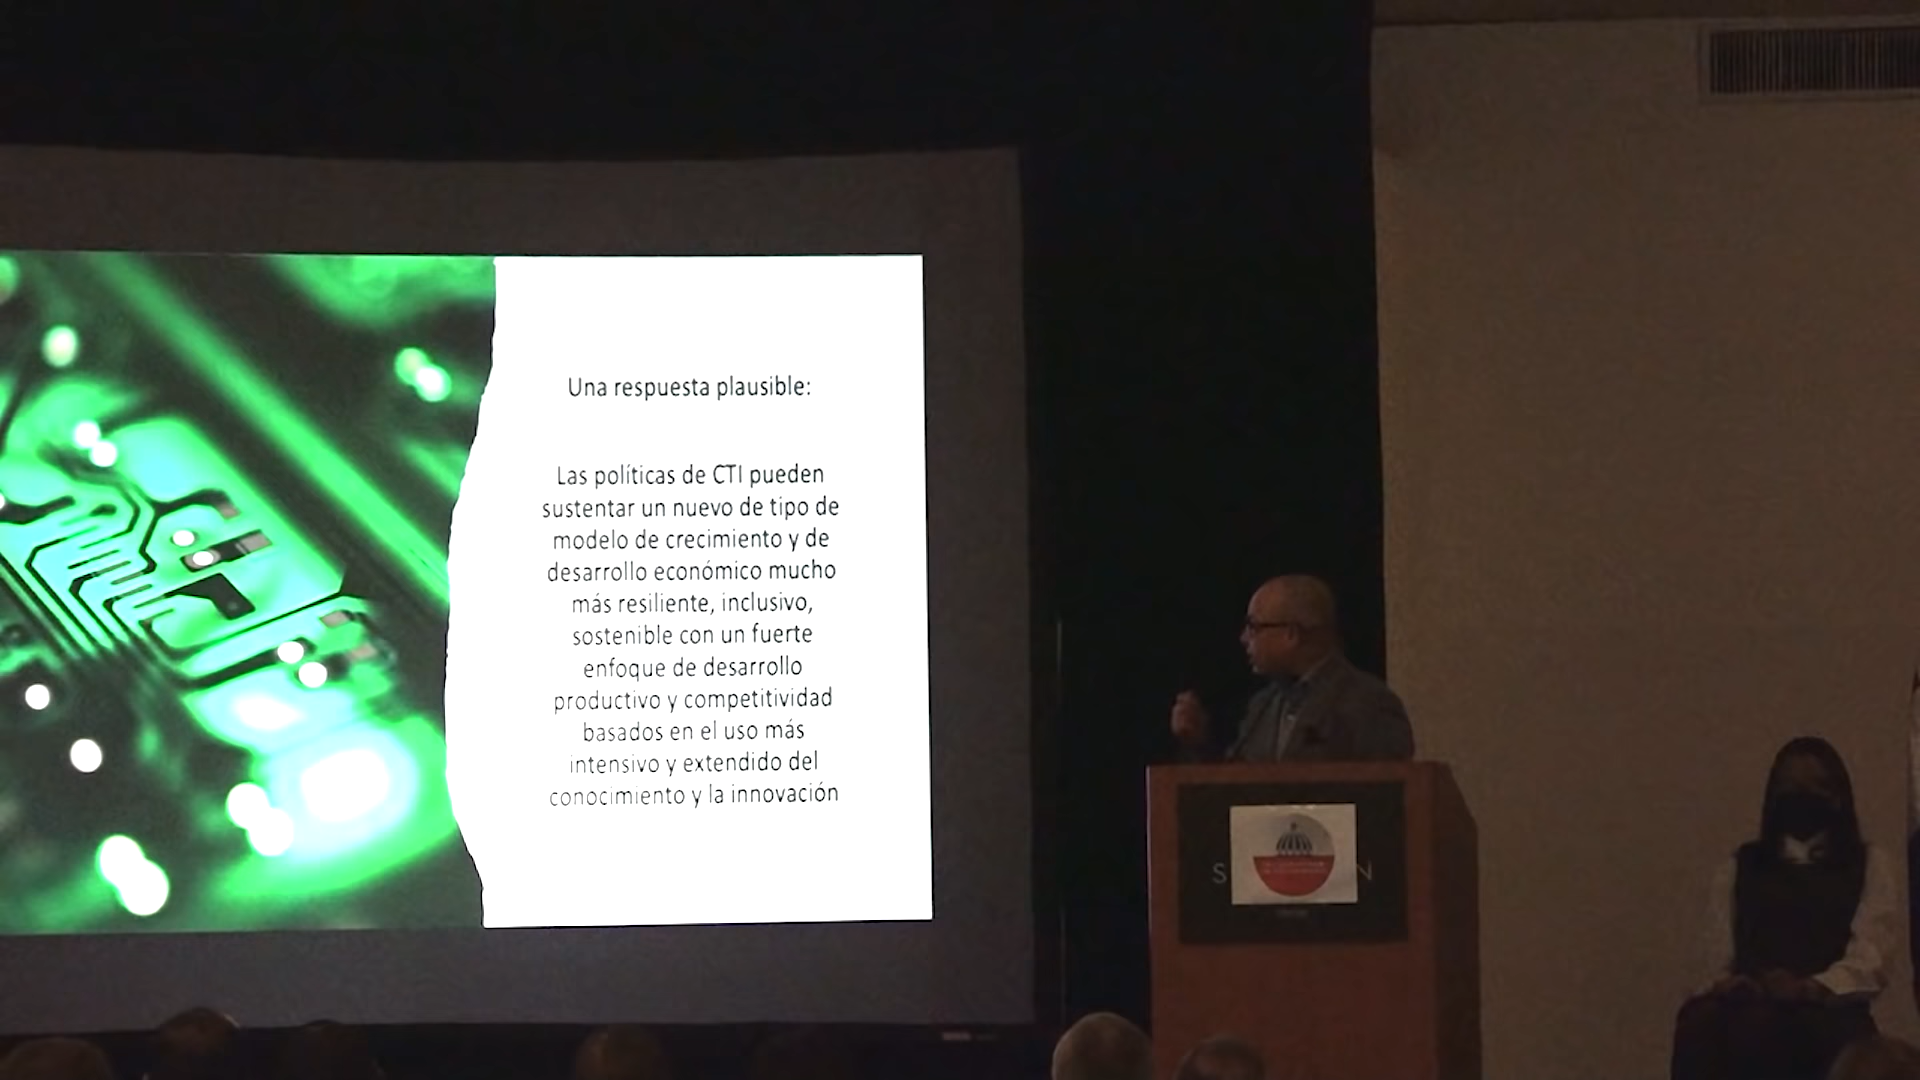 Una respuesta plausible:
Las políticas de CTI pueden
sustentar un nuevo de tipo de
modelo de crecimiento y de
desarrollo económico mucho
más resiliente, inclusivo,
sostenible con un fuerte
enfoque de desarrollo
productivo y competitividad
basados en el uso más
intensivo y extendido del
conocimiento y la innovación